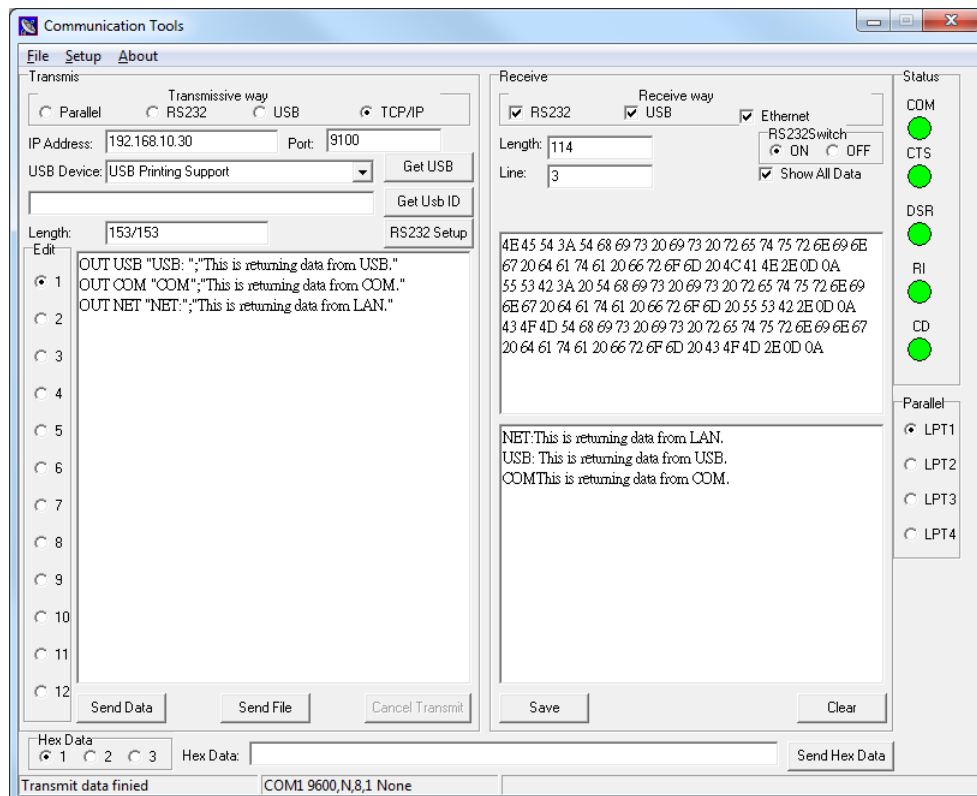 Communication Tools
File Setup About
Transmis
Transmissive way
Parallel RS232 USB TCP/IP
IP Address: 192.168.10.30 Port: 9100
USB Device: USB Printing Support Get USB
Get Usb ID
Length: 153/153 RS232 Setup
Edit
1
2
3
4
5
6
7
8
9
10
11
12
OUT USB "USB: ";"This is returning data from USB."
OUT COM "COM";"This is returning data from COM."
OUT NET "NET:";"This is returning data from LAN."
Send Data Send File Cancel Transmit
Receive
Receive way
RS232 USB Ethernet
Length: 114
Line: 3
RS232Switch
ON OFF
Show All Data
4E 45 54 3A 54 68 69 73 20 69 73 20 72 65 74 75 72 6E 69 6E
67 20 64 61 74 61 20 66 72 6F 6D 20 4C 41 4E 2E 0D 0A
55 53 42 3A 20 54 68 69 73 20 69 73 20 72 65 74 75 72 6E 69
6E 67 20 64 61 74 61 20 66 72 6F 6D 20 55 53 42 2E 0D 0A
43 4F 4D 54 68 69 73 20 69 73 20 72 65 74 75 72 6E 69 6E 67
20 64 61 74 61 20 66 72 6F 6D 20 43 4F 4D 2E 0D 0A
NET:This is returning data from LAN.
USB: This is returning data from USB.
COMThis is returning data from COM.
Save Clear
Status
COM
CTS
DSR
RI
CD
Parallel
LPT1
LPT2
LPT3
LPT4
Hex Data
1 2 3 Hex Data: Send Hex Data
Transmit data finied COM1 9600,N,8,1 None